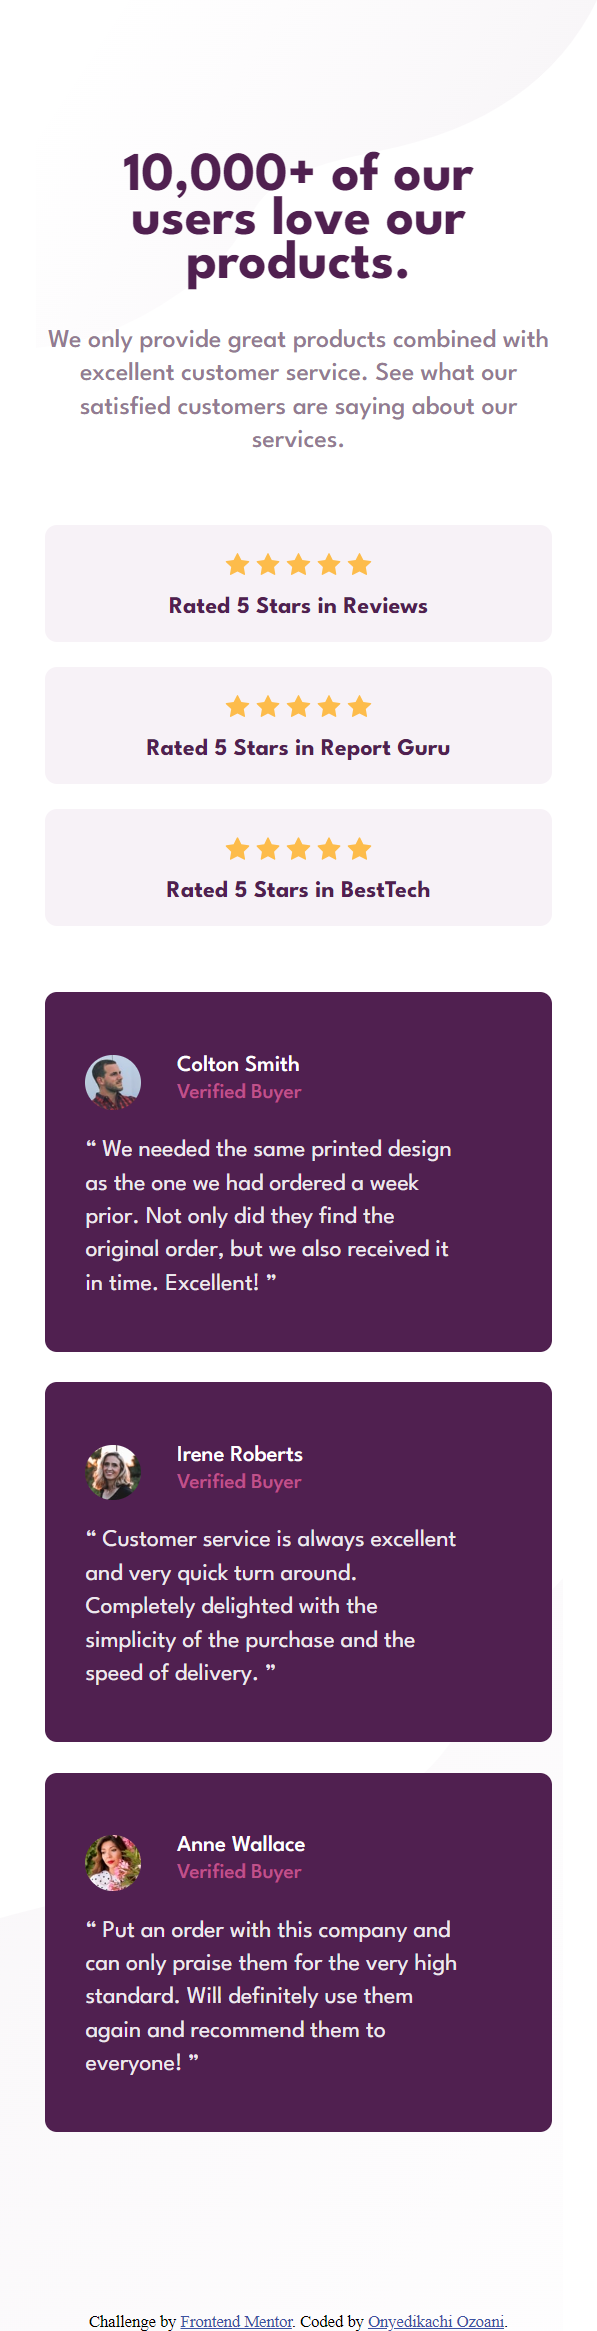 10,000+ of our
users love our
products.
We only provide great products combined with
excellent customer service. See what our
satisfied customers are saying about our
services.
Rated 5 Stars in Reviews
Rated 5 Stars in Report Guru
Rated 5 Stars in BestTech
Colton Smith
Verified Buyer
“ We needed the same printed design
as the one we had ordered a week
prior. Not only did they find the
original order, but we also received it
in time. Excellent! ”
Irene Roberts
Verified Buyer
“ Customer service is always excellent
and very quick turn around.
Completely delighted with the
simplicity of the purchase and the
speed of delivery. ”
Anne Wallace
Verified Buyer
“ Put an order with this company and
can only praise them for the very high
standard. Will definitely use them
again and recommend them to
everyone! ”
Challenge by Frontend Mentor. Coded by Onyedikachi Ozoani.